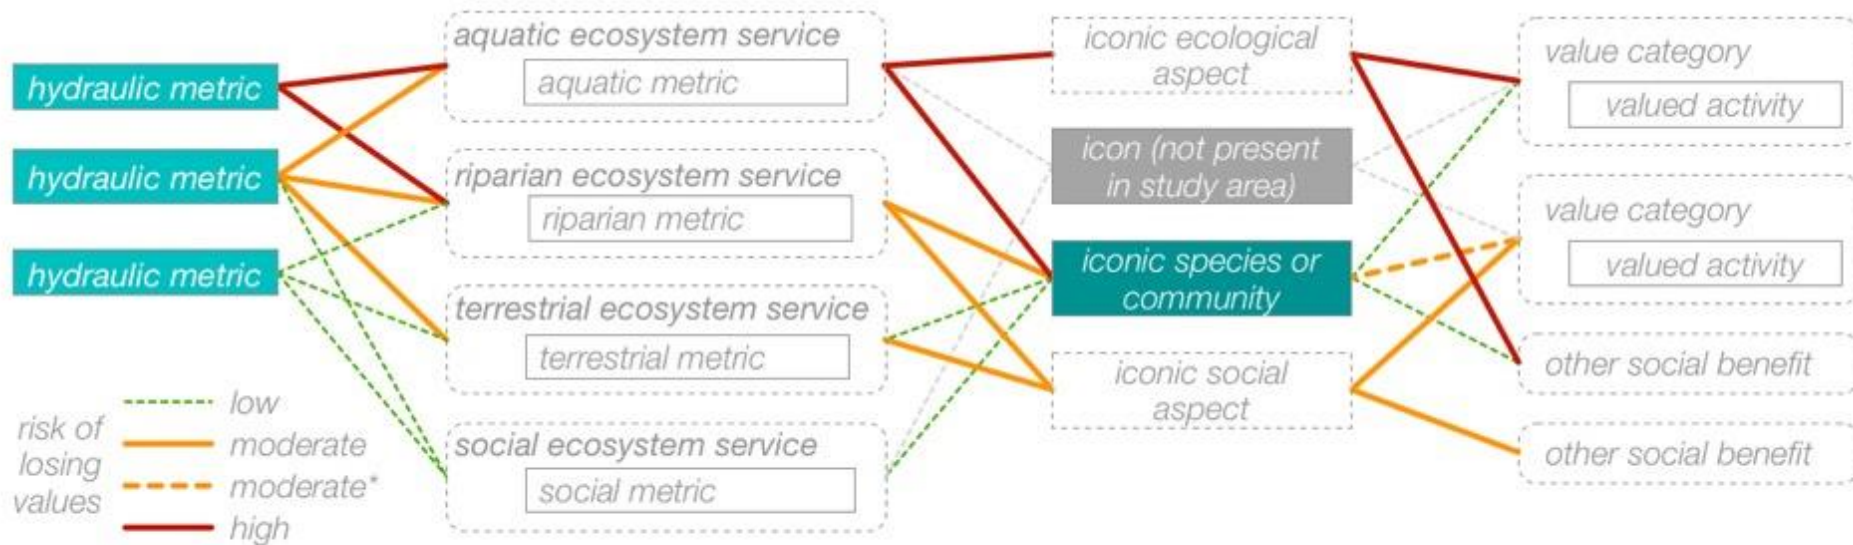 hydraulic metric
hydraulic metric
hydraulic metric
risk of
losing
values
low
moderate
moderate*
high
aquatic ecosystem service
aquatic metric
riparian ecosystem service
riparian metric
terrestrial ecosystem service
terrestrial metric
social ecosystem service
social metric
iconic ecological
aspect
icon (not present
in study area)
iconic species or
community
iconic social
aspect
value category
valued activity
value category
valued activity
other social benefit
other social benefit